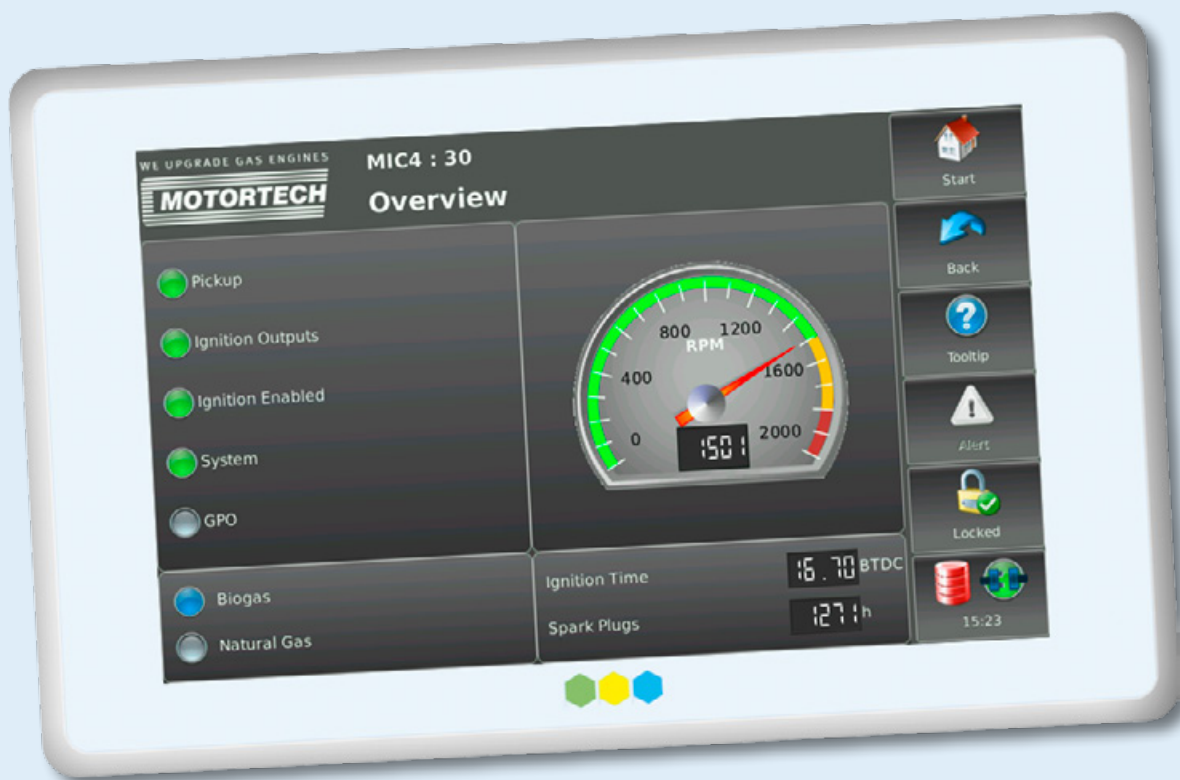 WE UPGRADE GAS ENGINES
MOTORTECH
MIC4 : 30
Overview
Pickup
Ignition Outputs
Ignition Enabled
System
GPO
Biogas
Natural Gas
0
400
800
1200
1600
2000
RPM
1501
Ignition Time
16.70 BTDC
Spark Plugs
1271 h
Start
Back
?
Tooltip
!
Alert
Locked
15:23